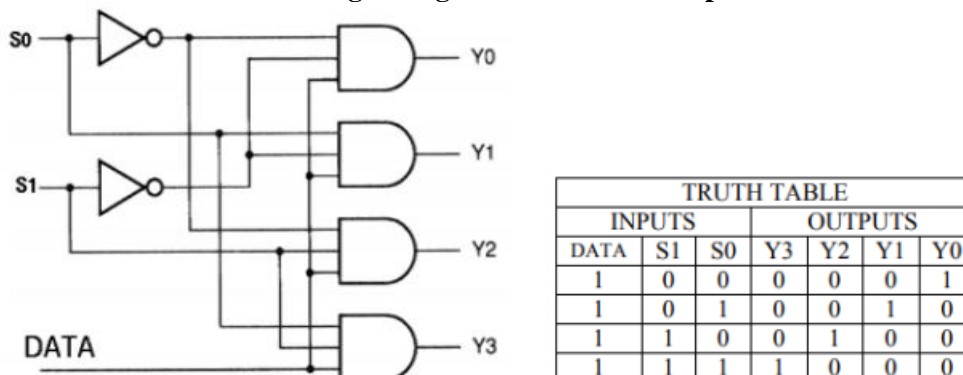 S0
Y0
Y1
S1
Y2
DATA
Y3
TRUTH TABLE
INPUTS OUTPUTS
DATA S1 S0 Y3 Y2 Y1 Y0
1 0 0 0 0 0 1
1 0 1 0 0 1 0
1 1 0 0 1 0 0
1 1 1 1 0 0 0